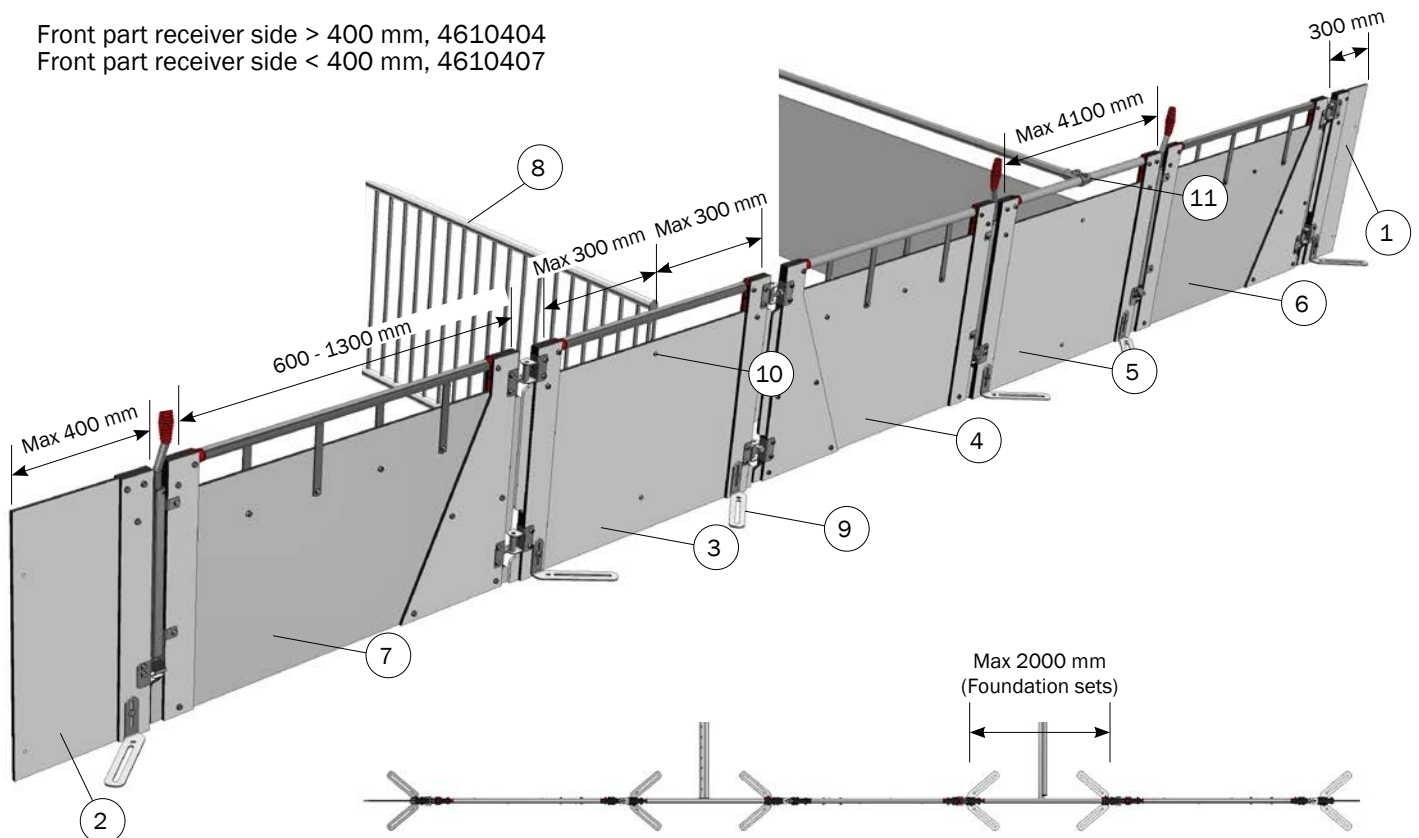 Front part receiver side > 400 mm, 4610404
Front part receiver side < 400 mm, 4610407
300 mm
Max 4100 mm
8
11
1
Max 300 mm
Max 300 mm
6
600 - 1300 mm
10
5
Max 400 mm
4
9
3
7
2
Max 2000 mm
(Foundation sets)